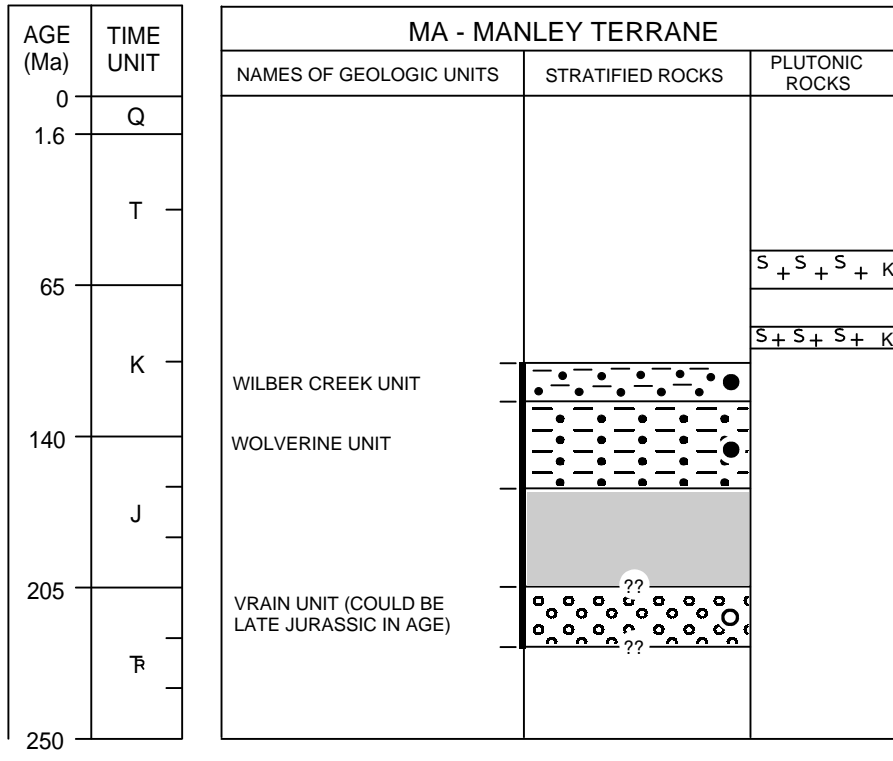 AGE
(Ma)
TIME
UNIT
MA - MANLEY TERRANE
NAMES OF GEOLOGIC UNITS
STRATIFIED ROCKS
PLUTONIC
ROCKS
0
Q
1.6
T
S + S + S + K
65
S + S + S + K
K
WILBER CREEK UNIT
140
WOLVERINE UNIT
J
205
??
VRAIN UNIT (COULD BE
LATE JURASSIC IN AGE)
??
TR
250